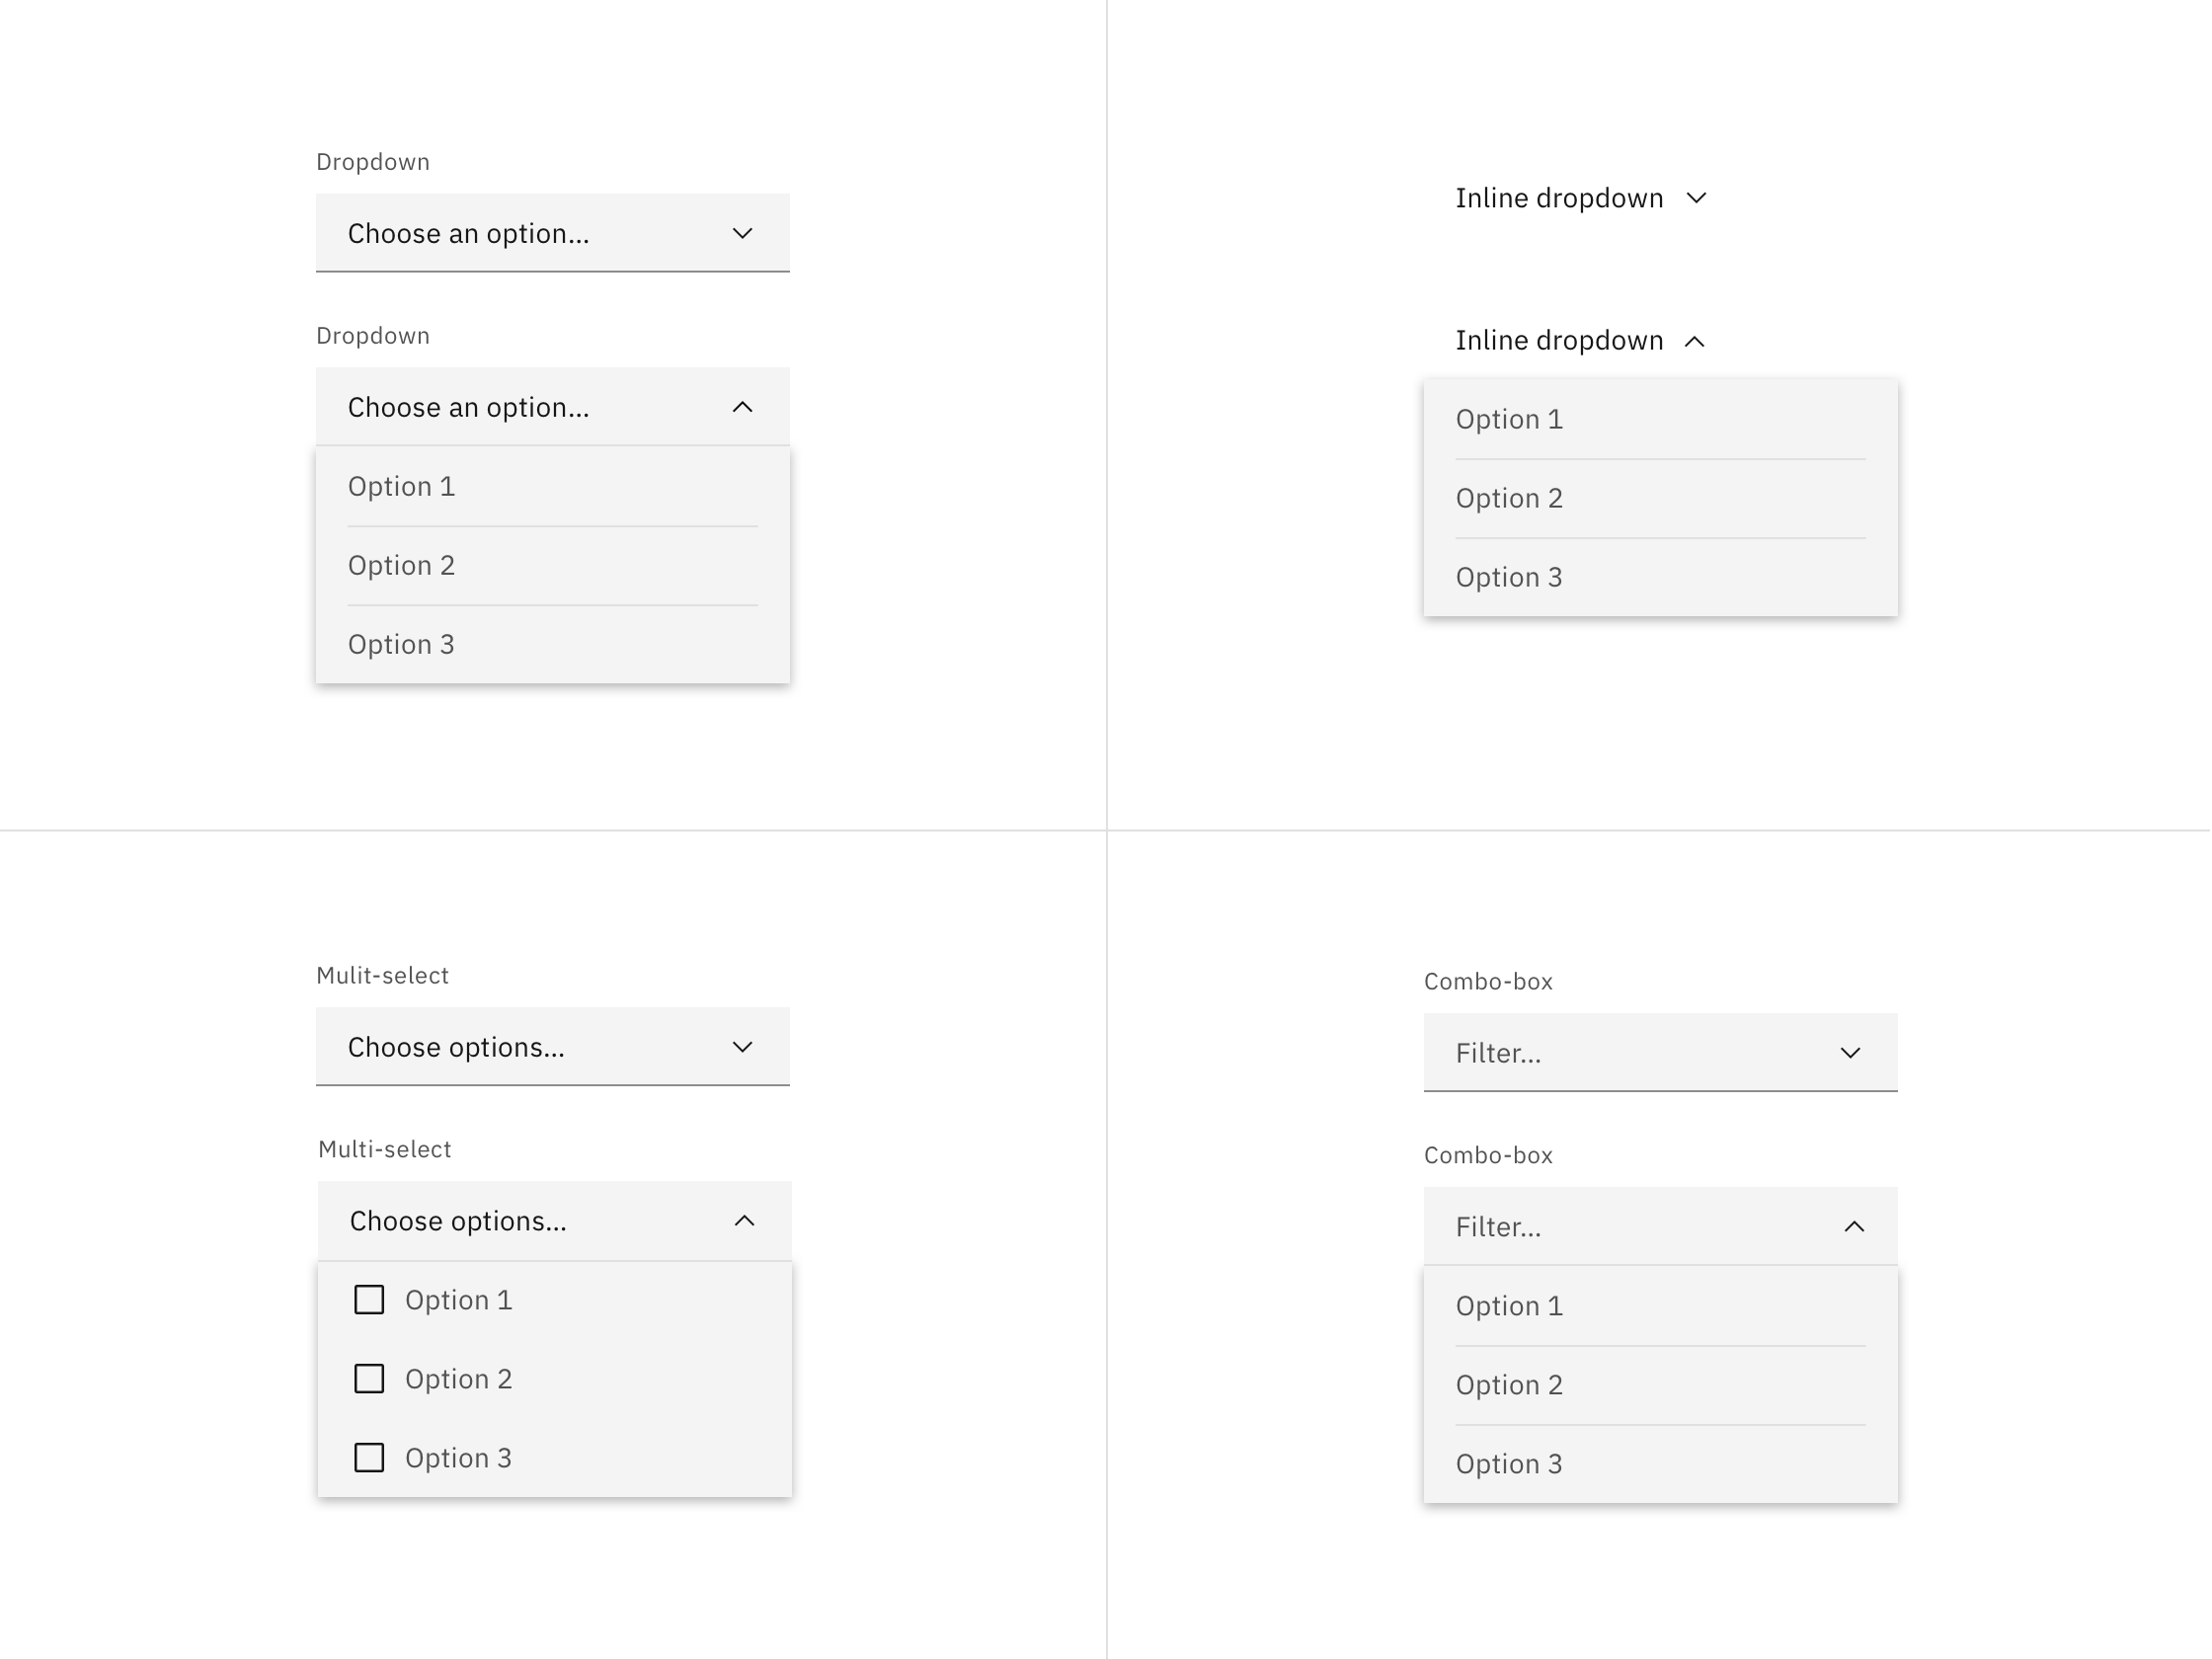 Dropdown
Choose an option...
Dropdown
Choose an option...
Option 1
Option 2
Option 3
Inline dropdown
Inline dropdown
Option 1
Option 2
Option 3
Mulit-select
Choose options...
Multi-select
Choose options...
Option 1
Option 2
Option 3
Combo-box
Filter...
Combo-box
Filter...
Option 1
Option 2
Option 3